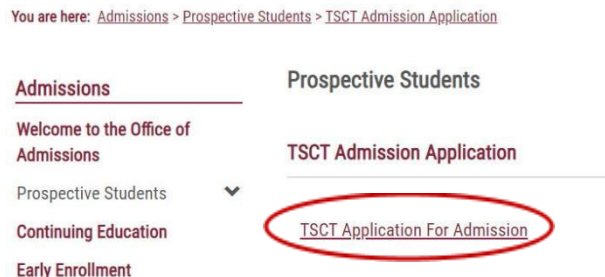 You are here: Admissions > Prospective Students > TSCT Admission Application
Admissions
Welcome to the Office of
Admissions
Prospective Students
Continuing Education
Early Enrollment
Prospective Students
TSCT Admission Application
TSCT Application For Admission